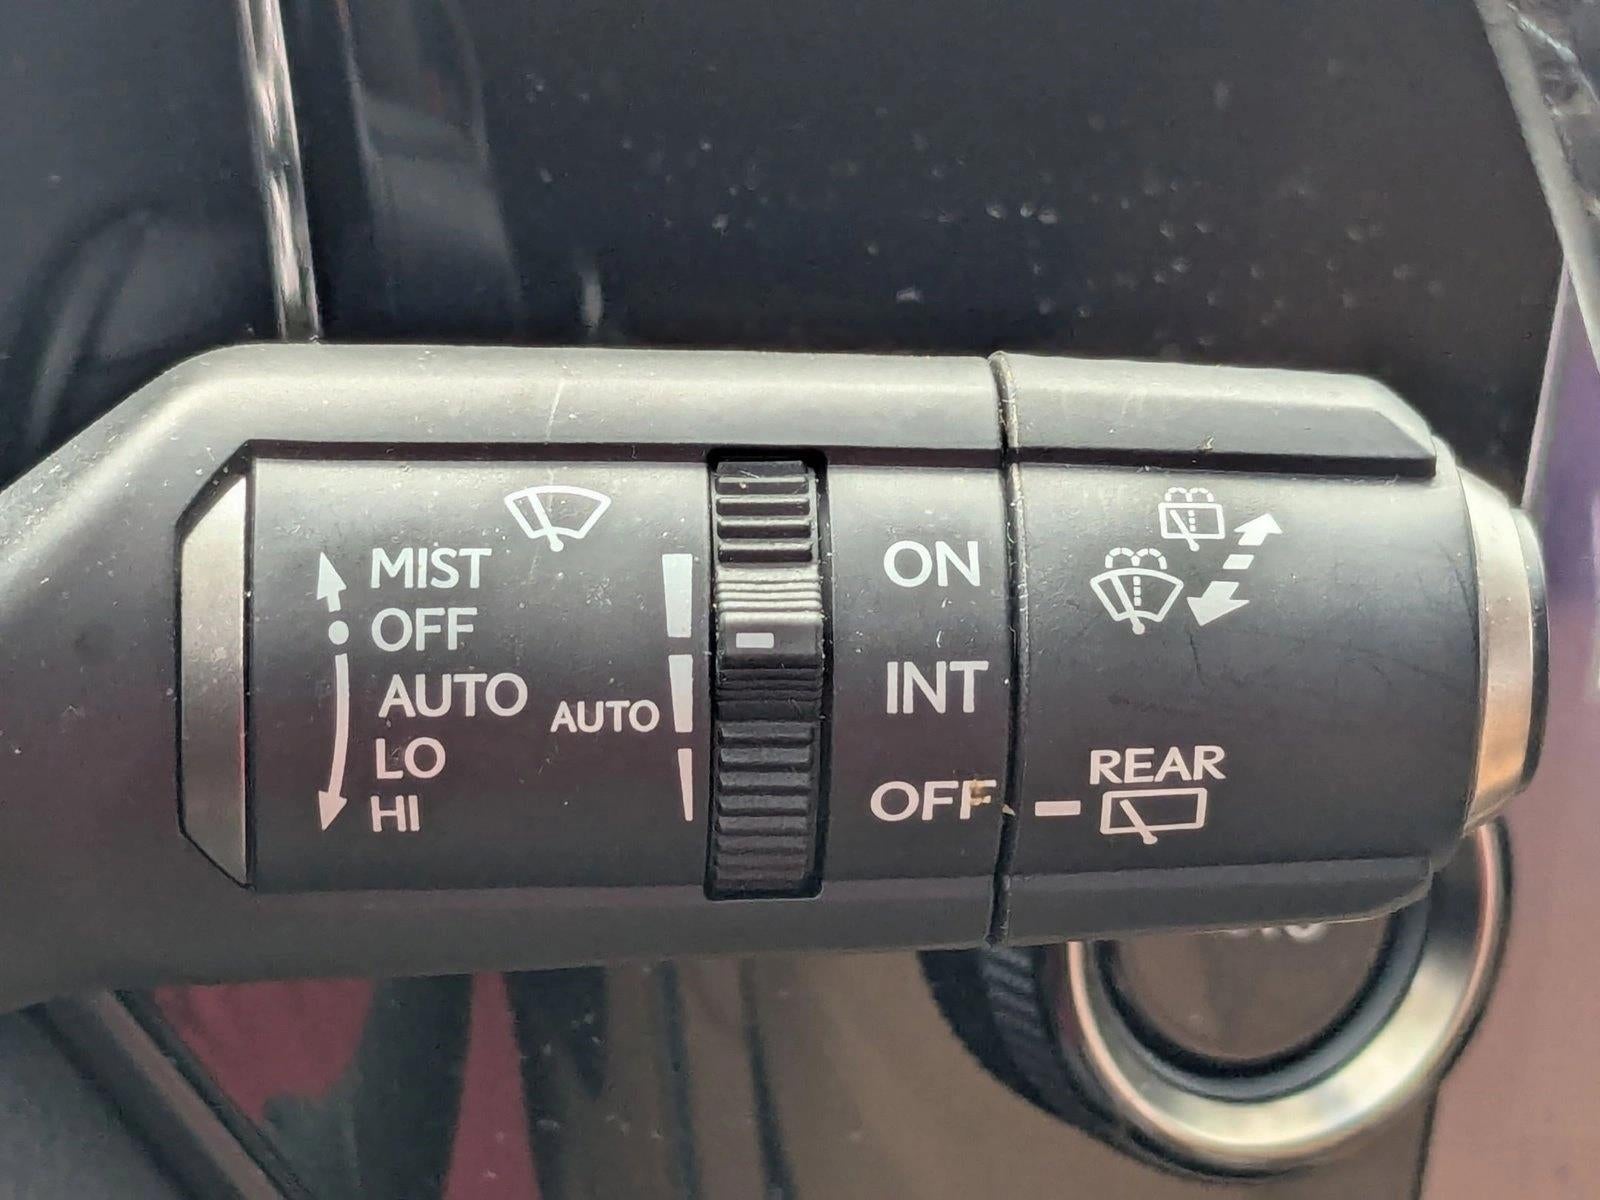 MIST
OFF
AUTO
LO
HI
AUTO
ON
INT
OFF
REAR